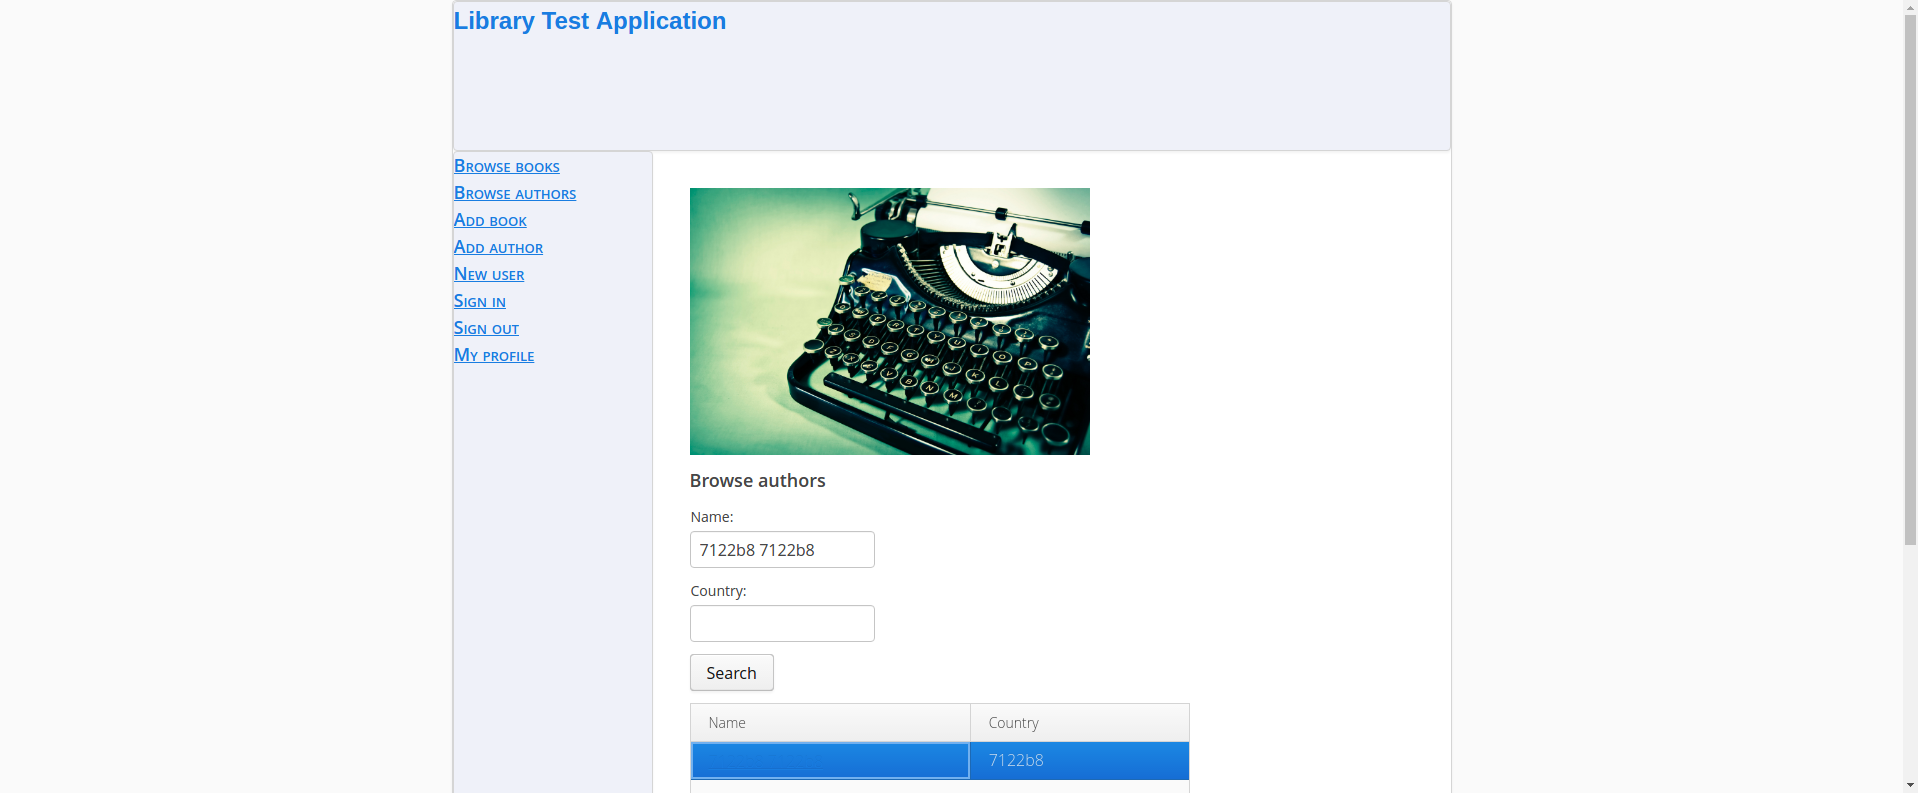 Library Test Application
Browse books
Browse authors
Add book
Add author
New user
Sign in
Sign out
My profile
Browse authors
Name:
7122b8 7122b8
Country:
Search
Name Country
7122b8